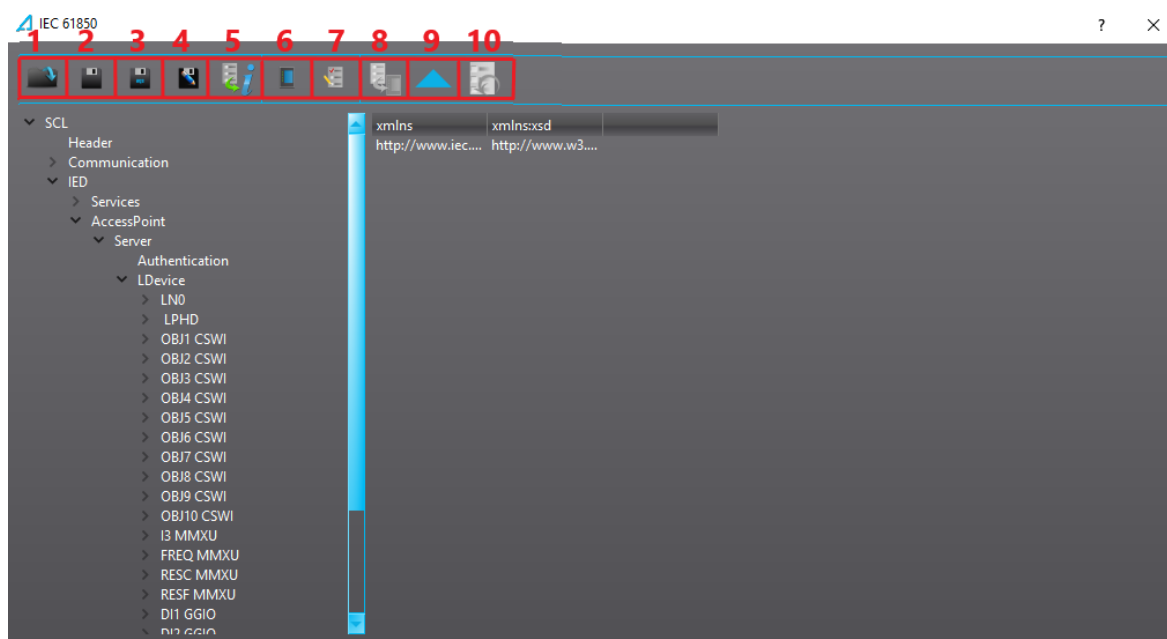 IEC 61850
?
1 2 3 4 5 6 7 8 9 10
SCL
Header
Communication
IED
Services
AccessPoint
Server
Authentication
LDevice
LN0
LPHD
OBJ1 CSWI
OBJ2 CSWI
OBJ3 CSWI
OBJ4 CSWI
OBJ5 CSWI
OBJ6 CSWI
OBJ7 CSWI
OBJ8 CSWI
OBJ9 CSWI
OBJ10 CSWI
I3 MMXU
FREQ MMXU
RESC MMXU
RESF MMXU
DI1 GGIO
DI2 GGIO
xmlns xmlns:xsd
http://www.iec.... http://www.w3....